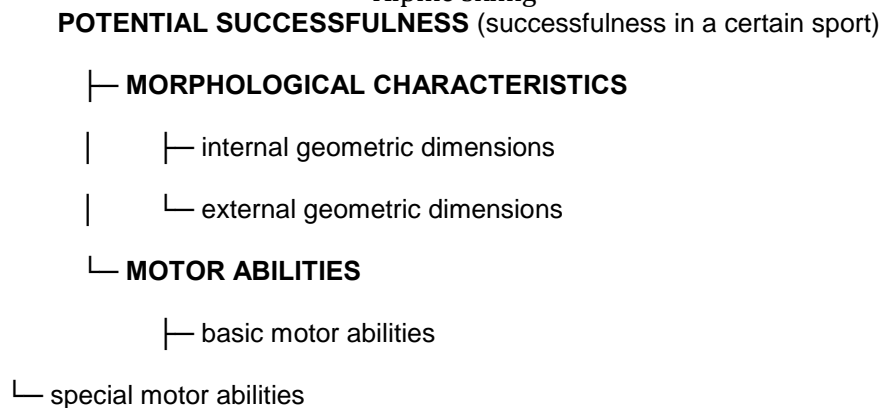 POTENTIAL SUCCESSFULNESS (successfulness in a certain sport)
├─ MORPHOLOGICAL CHARACTERISTICS
│ ├─ internal geometric dimensions
│ └─ external geometric dimensions
└─ MOTOR ABILITIES
├─ basic motor abilities
└─ special motor abilities